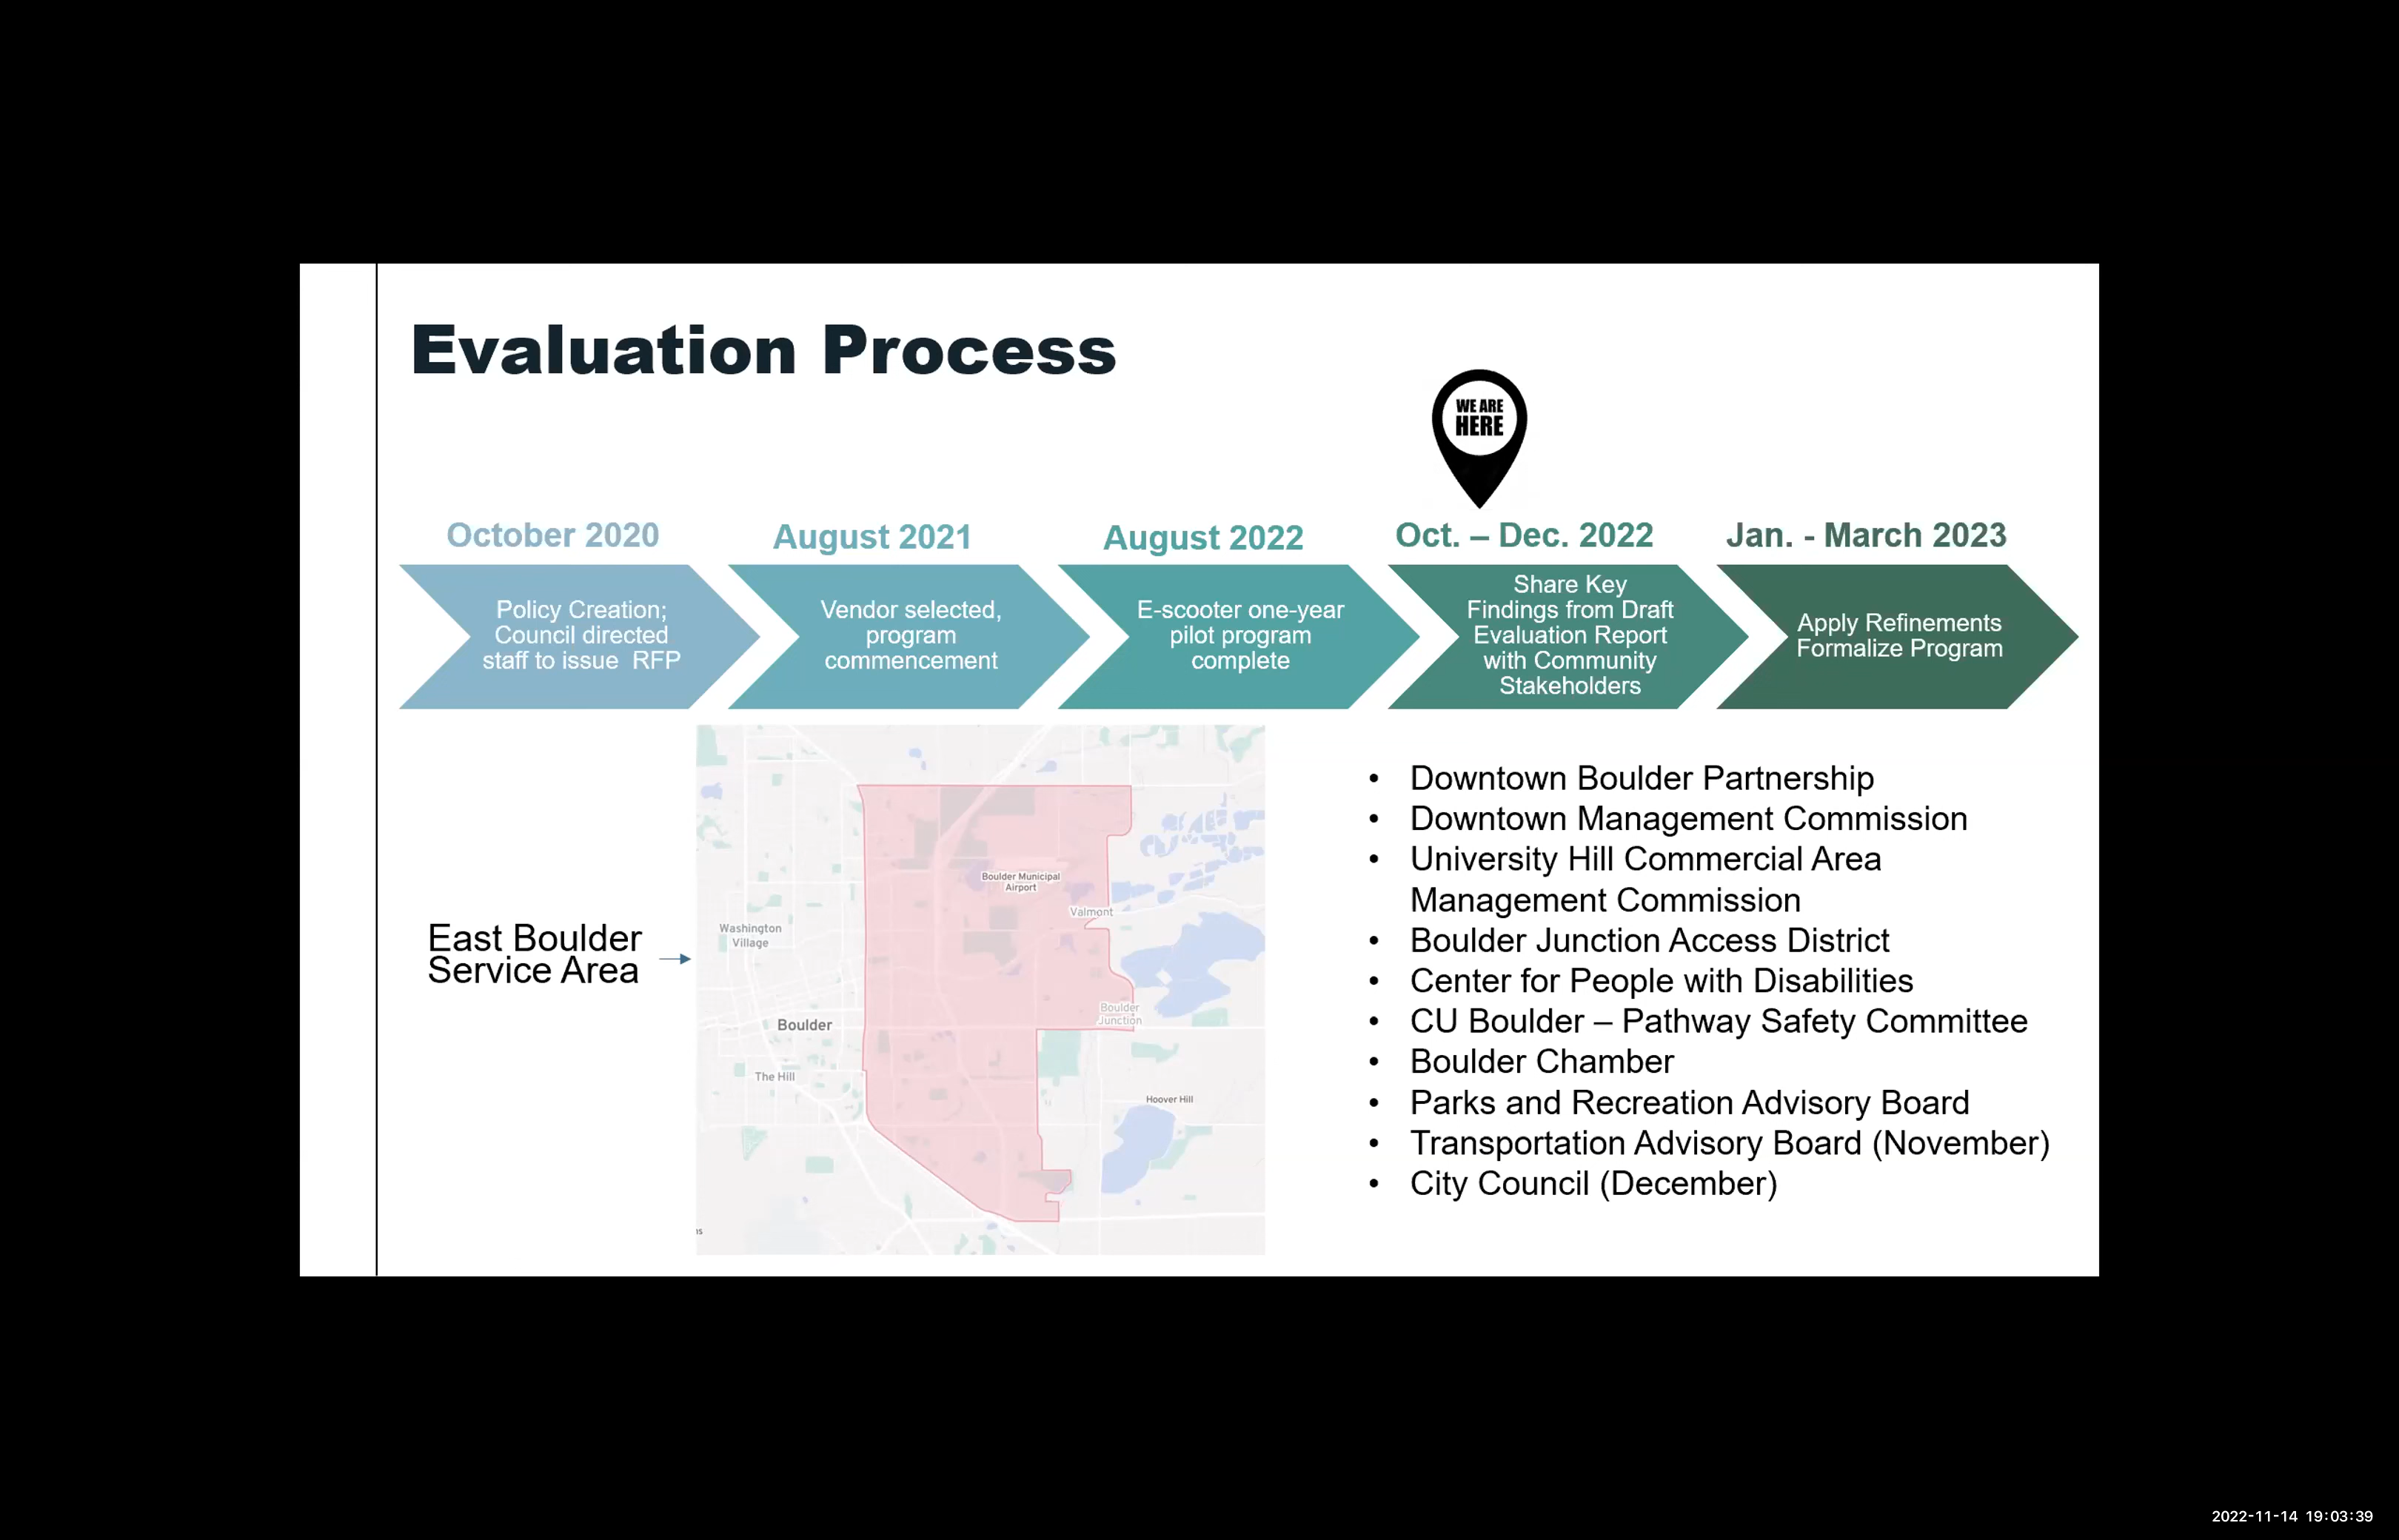 Evaluation Process
WE ARE
HERE
October 2020
August 2021
August 2022
Oct. – Dec. 2022
Jan. - March 2023
Policy Creation;
Council directed
staff to issue RFP
Vendor selected,
program
commencement
E-scooter one-year
pilot program
complete
Share Key
Findings from Draft
Evaluation Report
with Community
Stakeholders
Apply Refinements
Formalize Program
East Boulder
Service Area
Boulder Municipal
Airport
Valmont
Washington
Village
Boulder
Junction
Boulder
The Hill
Hoover Hill
• Downtown Boulder Partnership
• Downtown Management Commission
• University Hill Commercial Area
Management Commission
• Boulder Junction Access District
• Center for People with Disabilities
• CU Boulder – Pathway Safety Committee
• Boulder Chamber
• Parks and Recreation Advisory Board
• Transportation Advisory Board (November)
• City Council (December)
2022-11-14 19:03:39